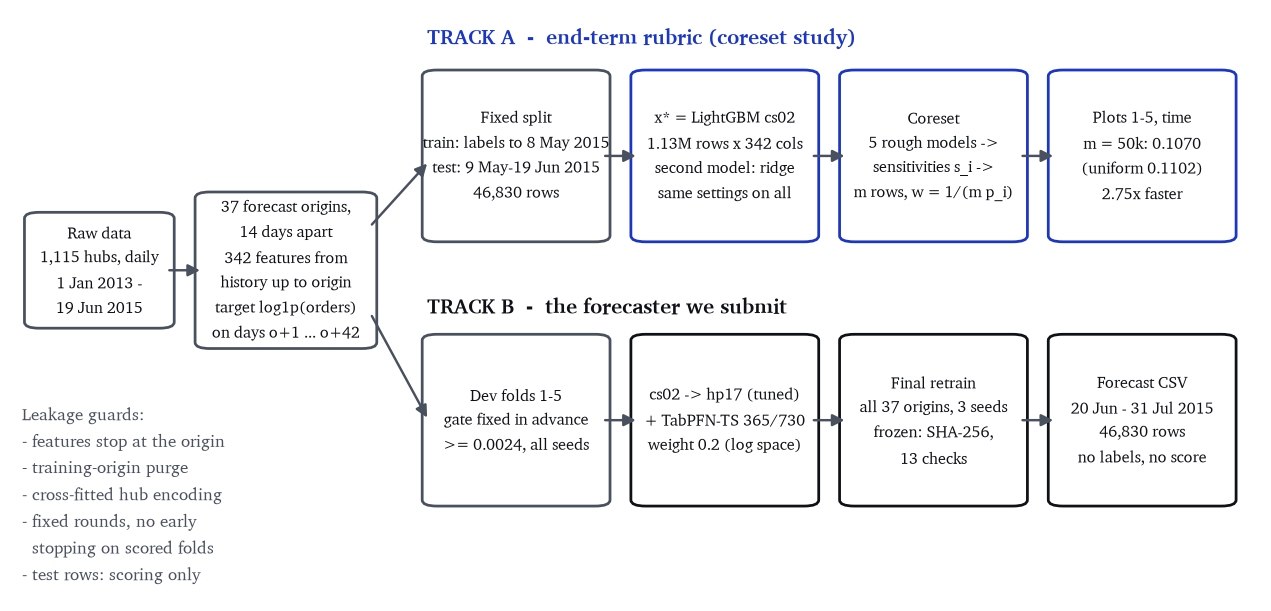 TRACK A - end-term rubric (coreset study)
Raw data
1,115 hubs, daily
1 Jan 2013 -
19 Jun 2015
37 forecast origins,
14 days apart
342 features from
history up to origin
target log1p(orders)
on days o+1 ... o+42
Fixed split
train: labels to 8 May 2015
test: 9 May-19 Jun 2015
46,830 rows
x* = LightGBM cs02
1.13M rows x 342 cols
second model: ridge
same settings on all
Coreset
5 rough models ->
sensitivities s_i ->
m rows, w = 1/(m p_i)
Plots 1-5, time
m = 50k: 0.1070
(uniform 0.1102)
2.75x faster
TRACK B - the forecaster we submit
Dev folds 1-5
gate fixed in advance
>= 0.0024, all seeds
cs02 -> hp17 (tuned)
+ TabPFN-TS 365/730
weight 0.2 (log space)
Final retrain
all 37 origins, 3 seeds
frozen: SHA-256,
13 checks
Forecast CSV
20 Jun - 31 Jul 2015
46,830 rows
no labels, no score
Leakage guards:
- features stop at the origin
- training-origin purge
- cross-fitted hub encoding
- fixed rounds, no early
stopping on scored folds
- test rows: scoring only